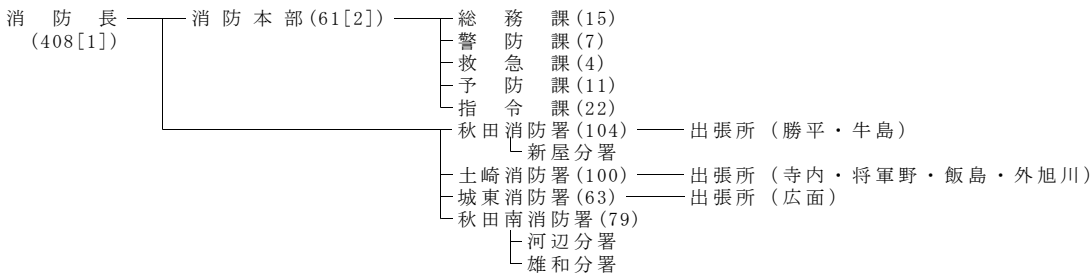 消防長 消防本部(61[2]) 総務課(15)
(408[1]) 警防課(7)
救急課(4)
予防課(11)
指令課(22)
秋田消防署(104) 出張所（勝平・牛島）
新屋分署
土崎消防署(100) 出張所（寺内・将軍野・飯島・外旭川）
城東消防署(63) 出張所（広面）
秋田南消防署(79)
河辺分署
雄和分署